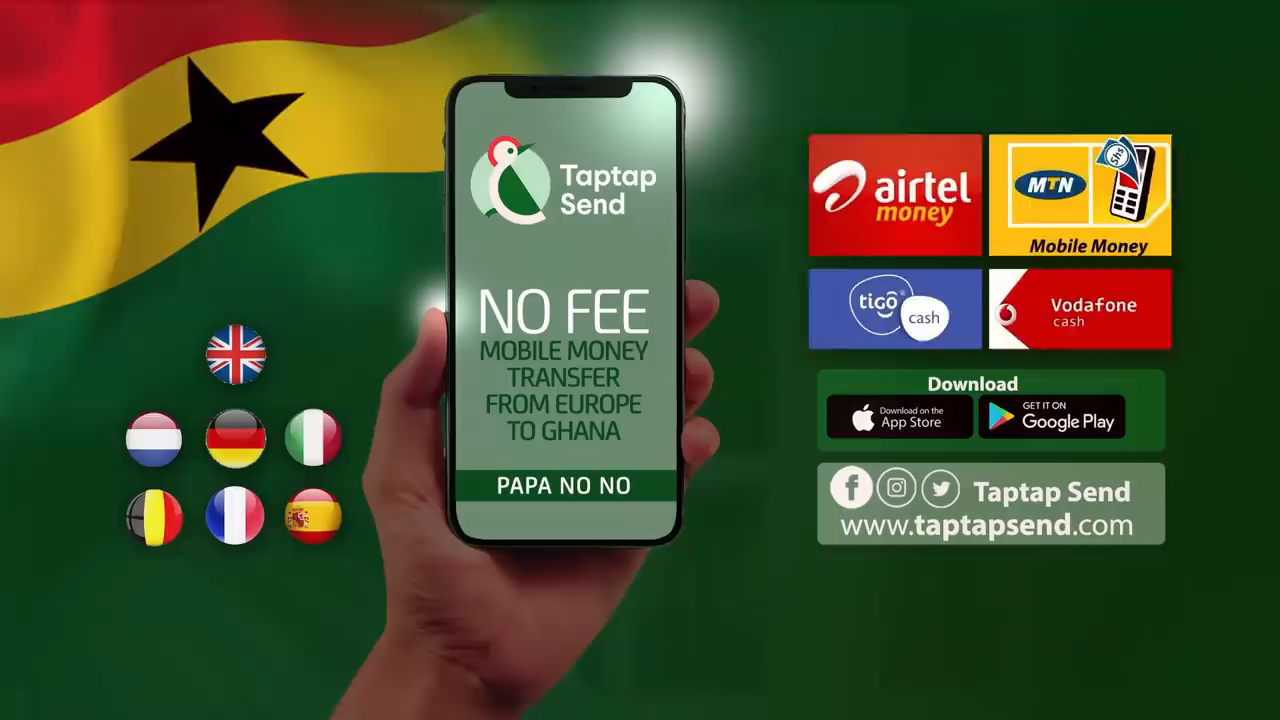 Taptap
Send
NO FEE
MOBILE MONEY
TRANSFER
FROM EUROPE
TO GHANA
PAPA NO NO
airtel
money
MTN
Shs
Mobile Money
tigo®
cash
Vodafone
cash
Download
Download on the
App Store
GET IT ON
Google Play
Taptap Send
www.taptapsend.com